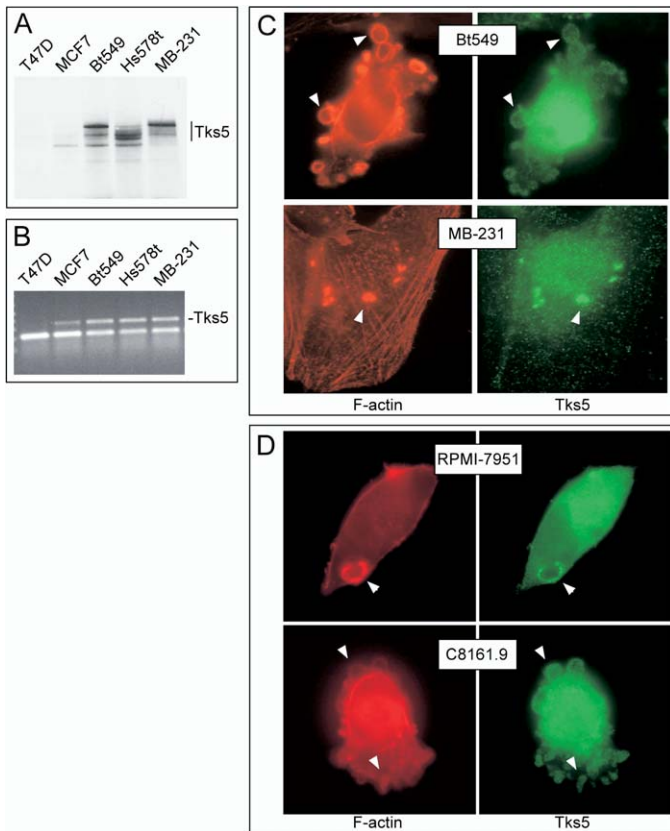 A
T47D
MCF7
Bt549
Hs578t
MB-231
Tks5
B
T47D
MCF7
Bt549
Hs578t
MB-231
-Tks5
C
Bt549
MB-231
F-actin
Tks5
D
RPMI-7951
C8161.9
F-actin
Tks5